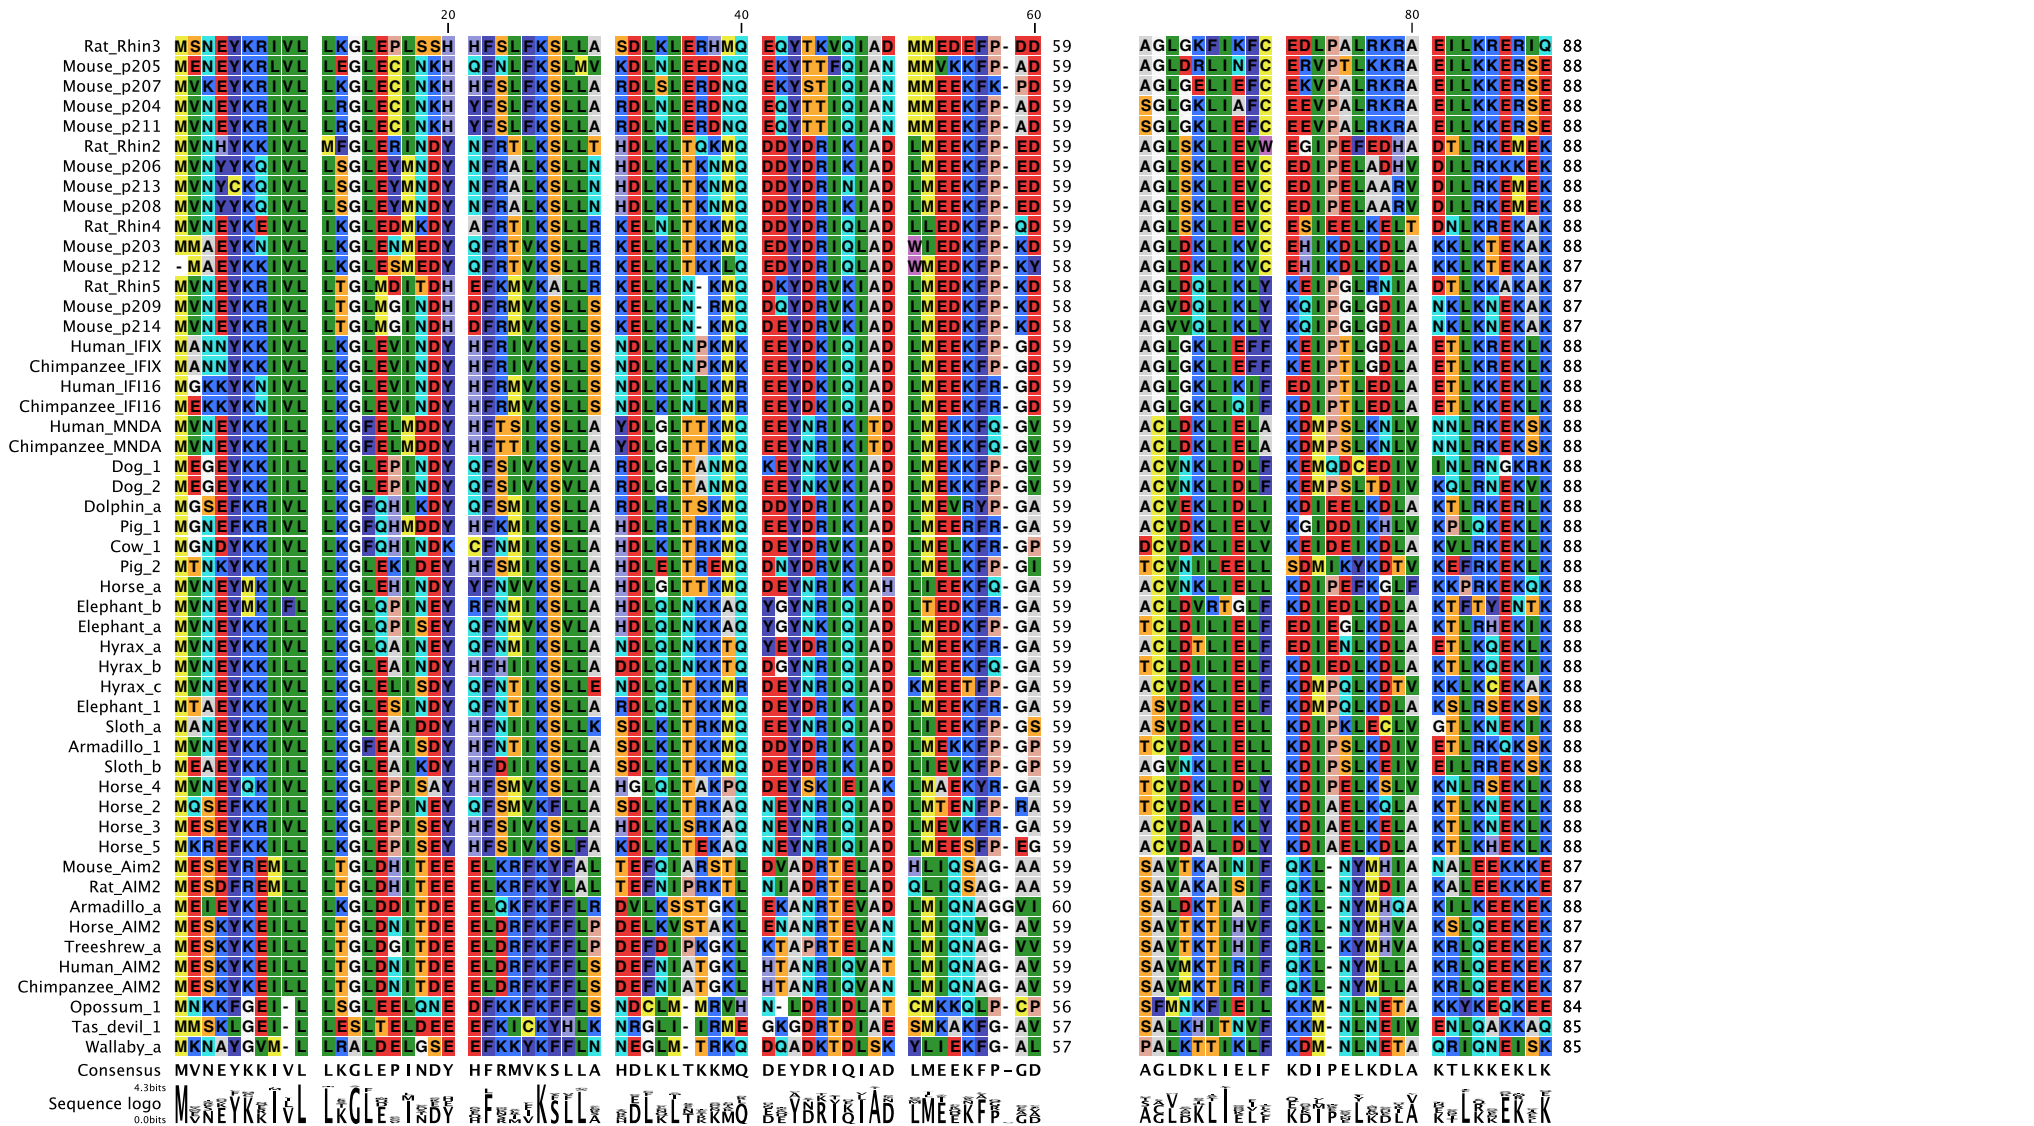 20 40 60 80
Rat_Rhin3 MSNEYKRIVL LKGLEPLSSH HFSLFKSLLA SDLKLERHMQ EQYTKVQIAD MMEDEFP-DD 59 AGLGKFIKFC EDLPALRKRA EILKRERIQ 88
Mouse_p205 MENEYKRLVL LEGLECINKH QFNLFKSLMV KDLNLEEDNQ EKYTTFQIAN MMVKKFP-AD 59 AGLDRLINFC ERVPTLKKRA EILKKERSE 88
Mouse_p207 MVKEYKRIVL LKGLECINKH HFSLFKSLLA RDLSLERDNQ EKYSTIQIAN MMEEKFK-PD 59 AGLGELIEFC EKVPALRKRA EILKKERSE 88
Mouse_p204 MVNEYKRIVL LRGLECINKH YFSLFKSLLA RDLNLERDNQ EQYTTIQIAN MMEEKFP-AD 59 SGLGKLIAFC EEVPALRKRA EILKKERSE 88
Mouse_p211 MVNEYKRIVL LRGLECINKH YFSLFKSLLA RDLNLERDNQ EQYTTIQIAN MMEEKFP-AD 59 SGLGKLIEFC EEVPALRKRA EILKKERSE 88
Rat_Rhin2 MVNHYKKIVL MFGLERINDY NFRTLKSLLT HDLKLTQKMQ DDYDRIKIAD LMEEKFP-ED 59 AGLSKLIEVW EGIPEFEDHA DTLRKEMEK 88
Mouse_p206 MVNYYKQIVL LSGLEYMNDY NFRALKSLLN HDLKLTKNMQ DDYDRIKIAD LMEEKFP-ED 59 AGLSKLIEVC EDIPELADHV DILRKKKEK 88
Mouse_p213 MVNYCKQIVL LSGLEYMNDY NFRALKSLLN HDLKLTKNMQ DDYDRINIAD LMEEKFP-ED 59 AGLSKLIEVC EDIPELAARV DILRKEMEK 88
Mouse_p208 MVNYYKQIVL LSGLEYMNDY NFRALKSLLN HDLKLTKNMQ DDYDRIKIAD LMEEKFP-ED 59 AGLSKLIEVC EDIPELAARV DILRKEMEK 88
Rat_Rhin4 MVNEYKEIVL IKGLEDMKDY AFRTIKSLLR KELNLTKKMQ DDYDRIQIAD LLEDKFP-QD 59 AGLSKLIEVC ESIEELKELT DNLRKEKAK 88
Mouse_p203 MMAEYKNIVL LKGLENMEDY QFRTVKSLLR KELKLTKKMQ EDYDRIQLAD WIEDKFP-KD 59 AGLDKLIKVC EHIKDLKDLA KKLKTEKAK 88
Mouse_p212 -MAEYKKIVL LKGLESMEDY QFRTVKSLLR KELKLTKKLQ EDYDRIQLAD WMEDKFP-KY 58 AGLDKLIKVC EHIKDLKDLA KKLKTEKAK 87
Rat_Rhin5 MVNEYKRIVL LTGLMDITDH EFKMVKALLR KELKLN-KMQ DKYDRVKIAD LMEDKFP-KD 58 AGLDQLIKLY KEIPGLRNIA DTLKKAKAK 87
Mouse_p209 MVNEYKRIVL LTGLMGINDH DFRMVKSLLS KELKLN-RMQ DQYDRVKIAD LMEDKFP-KD 58 AGVDQLIKLY KQIPGLGDIA NKLKNEKAK 87
Mouse_p214 MVNEYKRIVL LTGLMGINDH DFRMVKSLLS KELKLN-KMQ DEYDRVKIAD LMEDKFP-KD 58 AGVVQLIKLY KQIPGLGDIA NKLKNEKAK 87
Human_IFIX MANNYKKIVL LKGLEVINDY HFRIVKSLLS NDLKLNPKMK EEYDKIQIAD LMEEKFP-GD 59 AGLGKLIEFF KEIPTLGDLA ETLKREKLK 88
Chimpanzee_IFIX MANNYKKIVL LKGLEVINDY HFRIVKSLLS NDLKLNPKMK EEYDKIQIAD LMEEKFP-GD 59 AGLGKLIEFF KEIPTLGDLA ETLKREKLK 88
Human_IFI16 MGKKYKNIVL LKGLEVINDY HFRMVKSLLS NDLKLNLKMR EEYDKIQIAD LMEEKFR-GD 59 AGLGKLIKIF EDIPTLEDLA ETLKKEKLK 88
Chimpanzee_IFI16 MEKKYKNIVL LKGLEVINDY HFRMVKSLLS NDLKLNLKMR EEYDKIQIAD LMEEKFR-GD 59 AGLGKLIQIF KDIPTLEDLA ETLKKEKLK 88
Human_MNDA MVNEYKKILL LKGFELMDDY HFTSIKSLLA YDLGLTTKMQ EEYNRIKITD LMEKKFQ-GV 59 ACLDKLIELA KDMPSLKNLV NNLRKEKSK 88
Chimpanzee_MNDA MVNEYKKILL LKGFELMDDY HFTTIKSLLA YDLGLTTKMQ EEYNRIKITD LMEKKFQ-GV 59 ACLDKLIELA KDMPSLKNLV NNLRKEKSK 88
Dog_1 MEGEYKKIIL LKGLEPINDY QFSIVKSVLA RDLGLTANMQ KEYNKVKIAD LMEKKFP-GV 59 ACVNKLIDLF KEMQDCEDIV INLRNGKRK 88
Dog_2 MEGEYKKIIL LKGLEPINDY QFSIVKSVLA RDLGLTANMQ EEYNKVKIAD LMEKKFP-GV 59 ACVNKLIDLF KEMPSLTDIV KQLRNEKVK 88
Dolphin_a MGSEFKRIVL LKGFQHIKDY QFSMIKSLLA RDLRLTSKMQ DDYDRIKIAD LMEVRYP-GA 59 ACVEKLIDLI KDIEELKDLA KTLRKERLK 88
Pig_1 MGNEFKRIVL LKGFQHMDDY HFKMIKSLLA HDLRLTRKMQ EEYDRIKIAD LMEERFR-GA 59 ACVDKLIELV KGIDDIKHLV KPLQKEKLK 88
Cow_1 MGNDYKKIVL LKGFQHINDK CFNMIKSLLA HDLKLTRKMQ DEYDRVKIAD LMELKFR-GP 59 DCVDKLIELV KEIDEIKDLA KVLRKEKLK 88
Pig_2 MTNKYKKIVL LKGLEKIDEY HFSMIKSLLA HDLELTREMQ DNYDRVKIAD LMELKFP-GI 59 TCVNILEELL SDMIKYKDTV KEFRKEKLK 88
Horse_a MVNEYMKIVL LKGLEHINDY YFNVVKSLLA HDLGLTTKMQ DEYNRIKIAH LIEEKFQ-GA 59 ACVNKLIELL KDIPEFKGLF KKPRKEKQK 88
Elephant_b MVNEYMKIFL LKGLQPINEY RFNMIKSLLA HDLQLNKKAQ YGYNRIQIAD LTEDKFR-GA 59 ACLDVRTGLF KDIEDLKDLA KTFTYENTK 88
Elephant_a MVNEYKKIVL LKGLQPISEY QFNMIKSVLA HDLQLNKKAQ YGYNKIQIAD LMEDKFP-GA 59 TCLDILIELF EDIEGLKDLA KTLRHEKIK 88
Hyrax_a MVNEYKKIVL LKGLQAINEY QFNMIKSLLA NDLQLNKKTQ YEYDRIQIAD LMEEKFR-GA 59 ACLDTLIELF EDIENLKDLA ETLKQEKLK 88
Hyrax_b MVNEYKKILL LKGLEAINDY HFHIIKSLLA DDLQLNKKTQ DGYNRIQIAD LMEEKFQ-GA 59 TCLDILIELF KDIEDLKDLA KTLKQEKIK 88
Hyrax_c MVNEYKKIVL LKGLELISDY QFNTIKSLLE NDLQLTKKMR DEYNRIQIAD KMEETFP-GA 59 ACVDKLIELF KDMPQLKDTV KKLKCEKAK 88
Elephant_1 MTAEYKKIVL LKGLESINDY QFNTIKSLLA RDLQLTKKMQ DEYDRIKIAD LMEEKFR-GA 59 ASVDKLIELF KDMPQLKDLA KSLRSEKSK 88
Sloth_a MANEYKKIVL LKGLEAIDDY HFNIIKSLLK SDLKLTRKMQ EEYNRIQIAD LIEEKFP-GS 59 ASVDKLIELL KDIPKLECLV GTLKNEKIK 88
Armadillo_1 MVNEYKKIVL LKGFEAISDY HFNTIKSLLA SDLKLTKKMQ DDYDRIKIAD LMEKKFP-GP 59 TCVDKLIELL KDIPSLKDIV ETLRKQKSK 88
Sloth_b MEAEYKKIVL LKGLEAIKDY HFDIIKSLLA SDLKLTKKMQ DEYDRIKIAD LIEVKFP-GP 59 AGVNKLIELL KDIPSLKEIV EILRREKSK 88
Horse_4 MVNEYQKIVL LKGLEPISAY HFSMVKSLLA HGLQLTAKPQ DEYSKIEIAK LMAEKYR-GA 59 TCVDKLIDLY KDIPELKSLV KNLRSEKLK 88
Horse_2 MQSEFKKIIL LKGLEPINEY QFSMVKFLLA SDLKLTRKAQ NEYNRIQIAD LMTENFP-RA 59 TCVDKLIELY KDIAELKQLA KTLKNEKLK 88
Horse_3 MESEYKRIVL LKGLEPISEY HFSIVKSLLA HDLKLSRKAQ NEYNRIQIAD LMEVKFR-GA 59 ACVDALIKLY KDIAELKELA KTLKNEKLK 88
Horse_5 MKREFKKILL LKGLEPISEY HFSIVKSLFA KDLKLTEKAQ NEYNRIQIAD LMEESFP-EG 59 ACVDALIDLY KDIAELKDLA KTLKHEKLK 88
Mouse_Aim2 MESEYREMLL LTGLDHITEE ELKRFKYFAL TEFQIARSTL DVADRTELAD HLIQSAG-AA 59 SAVTKAINIF QKL-NYMHIA NALEEKKKE 87
Rat_AIM2 MESDFREMLL LTGLDHITEE ELKRFKYLAL TEFNIPRKTL NIADRTELAD QLIQSAG-AA 59 SAVAKAISIF QKL-NYMDIA KALEEKKKE 87
Armadillo_a MEIEYKEILL LKGLDDITDE ELQKFKFFLR DVLKSSTGKL EKANRTEVAD LMIQNAGGVI 60 SALDKTIAIF QKL-NYMHQA KILKEEKKE 88
Horse_AIM2 MESKYKEILL LTGLDNITDE ELDRFKFFLP DELKVSTAKL ENANRTEVAN LMIQNVG-AV 59 SAVTKTIHVF QKL-NYMHVA KSLQEEKEK 87
Treeshrew_a MESKYKEILL LTGLDGITDE ELDRFKFFLP DEFDIPKGKL KTAPRTELAN LMIQNAG-VV 59 SAVTKTIHIF QRL-KYMHVA KRLQEEKEK 87
Human_AIM2 MESKYKEILL LTGLDNITDE ELDRFKFFLS DEFNIATGKL HTANRIQVAT LMIQNAG-AV 59 SAVMKTIRIF QKL-NYMLLA KRLQEEKEK 87
Chimpanzee_AIM2 MESKYKEILL LTGLDNITDE ELDRFKFFLS DEFNIATGKL HTANRIQVAN LMIQNAG-AV 59 SAVMKTIRIF QKL-NYMLLA KRLQEEKEK 87
Opossum_1 MNKKFGEI-L LSGLEELQNE DFKKFKFFLS NDCLM-MRVH N-LDRIDLAT CMKKQLP-CP 56 SFMNKFIEIL KKM-NLNETA KKYKEQKEE 84
Tas_devil_1 MMSKLGEI-L LESLTELDEE EFKICKYHLK NRGLI-IRME GKGDRTDIAE SMKAKFG-AV 57 SALKHITNVF KKM-NLNEIV ENLQAKKAQ 85
Wallaby_a MKNAYGVM-L LRALDELGSE EFKKYKFFLN NEGLM-TRKQ DQADKTDLSK YLIEKFG-AL 57 PALKTTIKLF KDM-NLNETA QRIQNEISK 85
Consensus MVNEYKKIVL LKGLEPINDY HFRMVKSLLA HDLKLTKKMQ DEYDRIQIAD LMEEKFP-GD AGLDKLIELF KDIPELKDLA KTLKKEKLK
4.3bits
Sequence logo
0.0bits